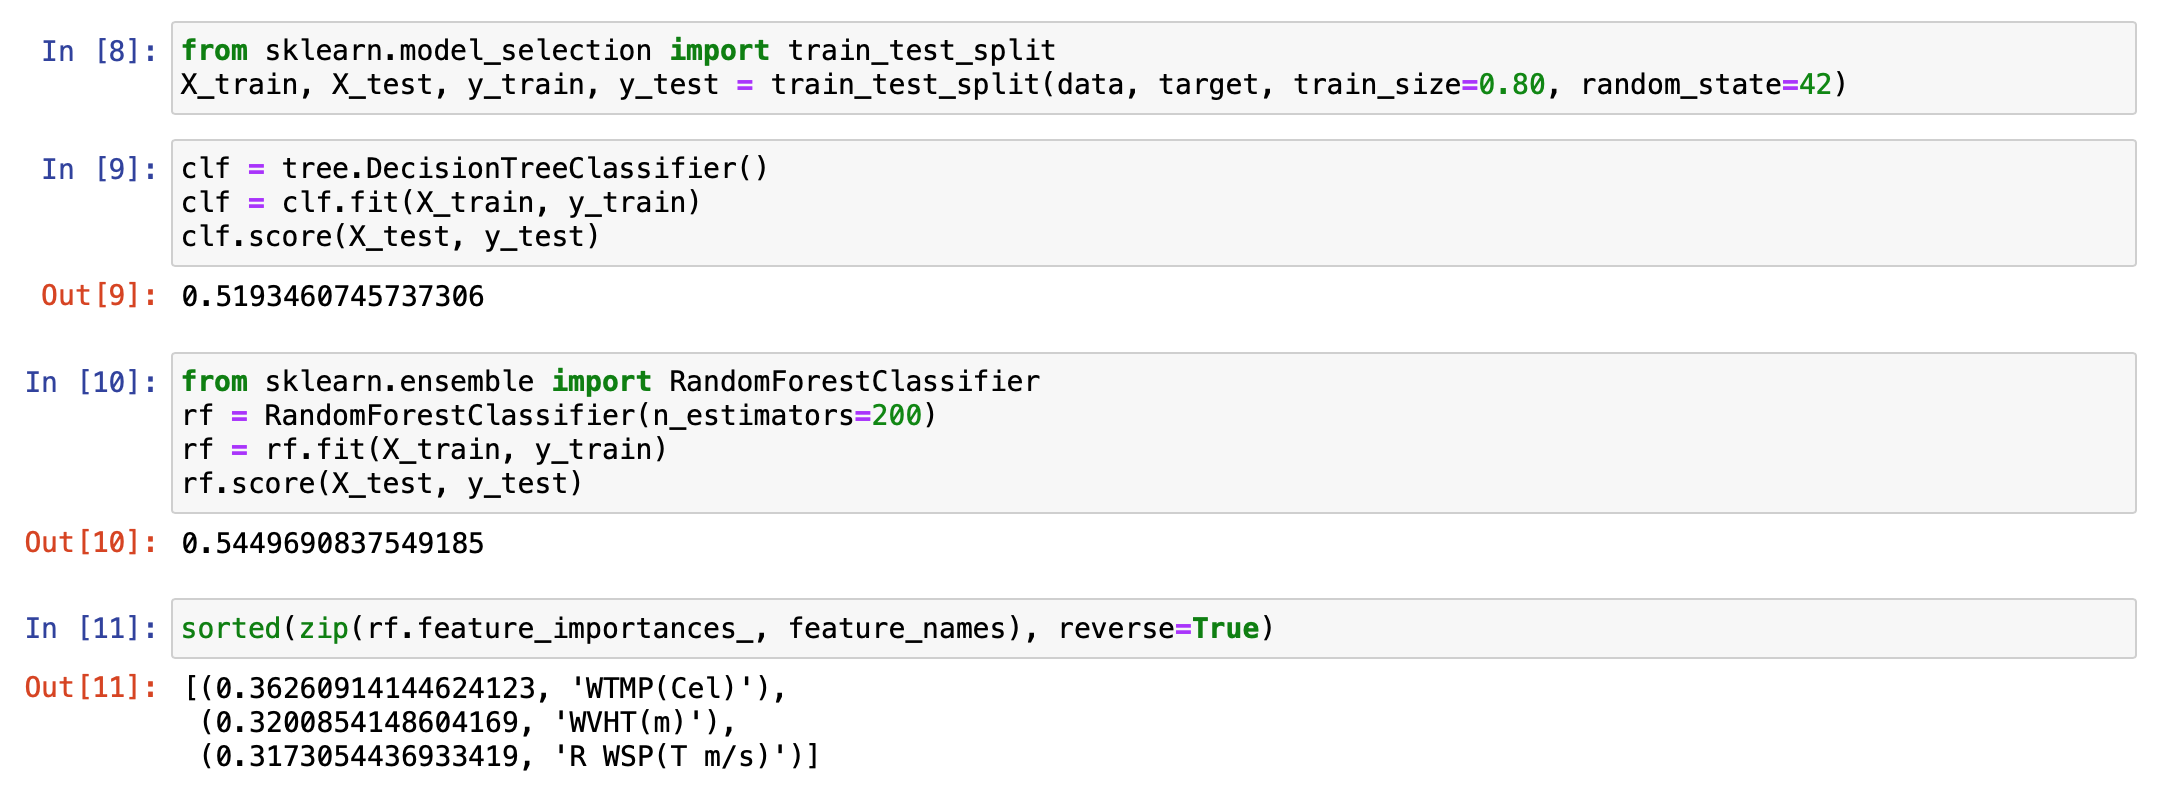 In [8]: from sklearn.model_selection import train_test_split
X_train, X_test, y_train, y_test = train_test_split(data, target, train_size=0.80, random_state=42)
In [9]: clf = tree.DecisionTreeClassifier()
clf = clf.fit(X_train, y_train)
clf.score(X_test, y_test)
Out[9]: 0.5193460745737306
In [10]: from sklearn.ensemble import RandomForestClassifier
rf = RandomForestClassifier(n_estimators=200)
rf = rf.fit(X_train, y_train)
rf.score(X_test, y_test)
Out[10]: 0.5449690837549185
In [11]: sorted(zip(rf.feature_importances_, feature_names), reverse=True)
Out[11]: [(0.36260914144624123, 'WTMP(Cel)'),
(0.3200854148604169, 'WVHT(m)'),
(0.3173054436933419, 'R WSP(T m/s)')]